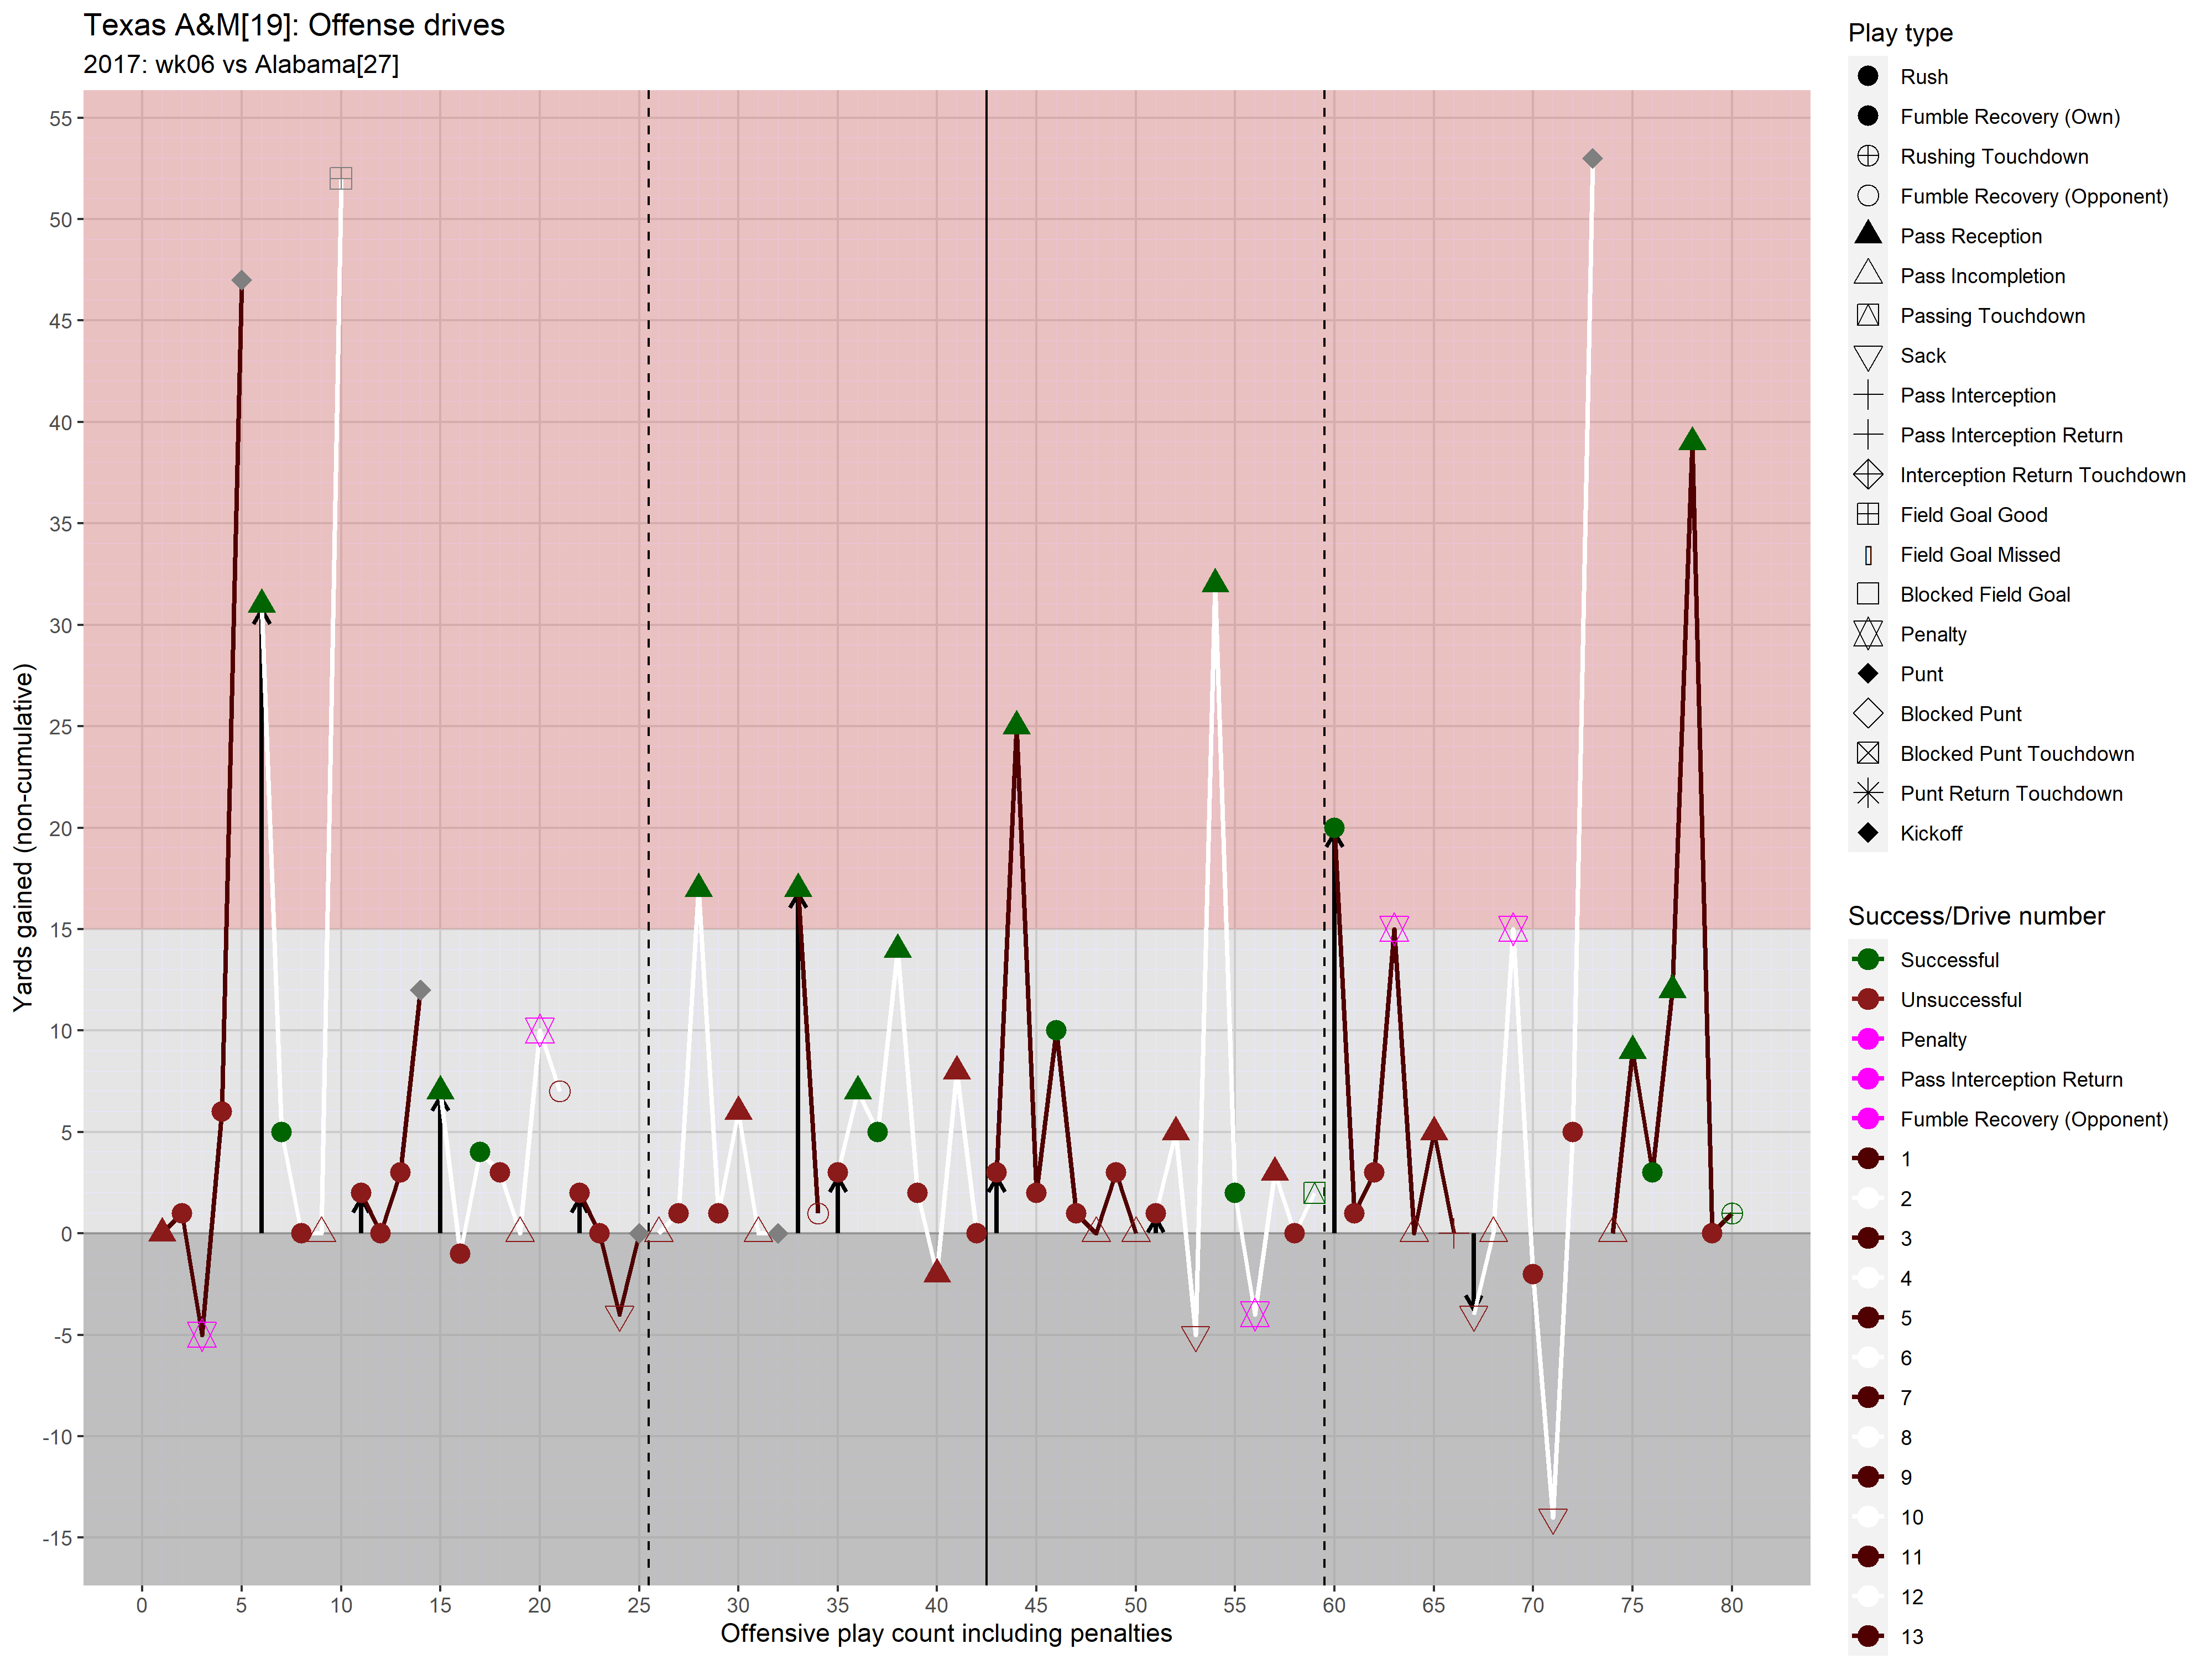 Texas A&M[19]: Offense drives
2017: wk06 vs Alabama[27]
Yards gained (non-cumulative)
55
50
45
40
35
30
25
20
15
10
5
0
-5
-10
-15
0 5 10 15 20 25 30 35 40 45 50 55 60 65 70 75 80
Offensive play count including penalties
Play type
Rush
Fumble Recovery (Own)
Rushing Touchdown
Fumble Recovery (Opponent)
Pass Reception
Pass Incompletion
Passing Touchdown
Sack
Pass Interception
Pass Interception Return
Interception Return Touchdown
Field Goal Good
Field Goal Missed
Blocked Field Goal
Penalty
Punt
Blocked Punt
Blocked Punt Touchdown
Punt Return Touchdown
Kickoff
Success/Drive number
Successful
Unsuccessful
Penalty
Pass Interception Return
Fumble Recovery (Opponent)
1
2
3
4
5
6
7
8
9
10
11
12
13